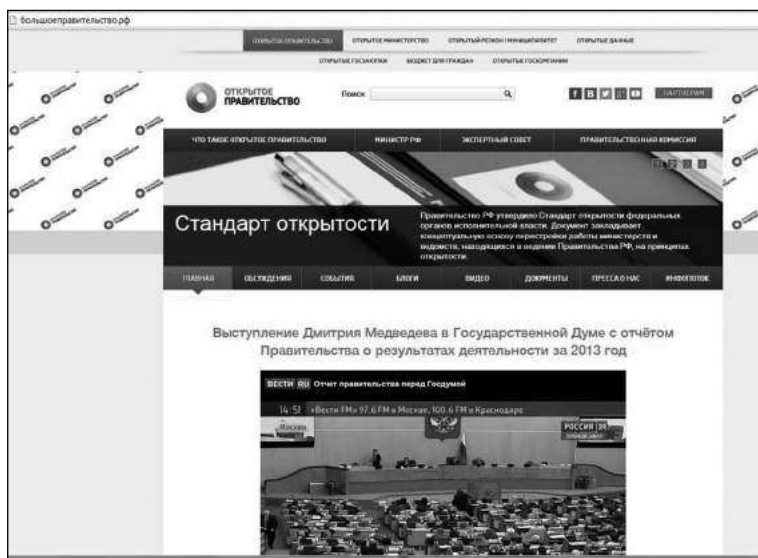 большоеправительство.рф
ОТКРЫТОЕ ПРАВИТЕЛЬСТВО ОТКРЫТОЕ МИНИСТЕРСТВО ОТКРЫТЫЙ РЕГИОН / МУНИЦИПАЛИТЕТ ОТКРЫТЫЕ ДАННЫЕ
ОТКРЫТЫЕ ГОСЗАКУПКИ БЮДЖЕТ ДЛЯ ГРАЖДАН ОТКРЫТЫЕ ГОСКОМПАНИИ
ОТКРЫТОЕ
ПРАВИТЕЛЬСТВО
Поиск
ПАРТНЕРАМ
ЧТО ТАКОЕ ОТКРЫТОЕ ПРАВИТЕЛЬСТВО МИНИСТР РФ ЭКСПЕРТНЫЙ СОВЕТ ПРАВИТЕЛЬСТВЕННАЯ КОМИССИЯ
Стандарт открытости
Правительство РФ утвердило Стандарт открытости федеральных
органов исполнительной власти. Документ закладывает
концептуальную основу перестройки работы министерств и
ведомств, находящихся в ведении Правительства РФ, на принципах
открытости.
ГЛАВНАЯ ОБСУЖДЕНИЯ СОБЫТИЯ БЛОГИ ВИДЕО ДОКУМЕНТЫ ПРЕССА О НАС ИНФОПОТОК
Выступление Дмитрия Медведева в Государственной Думе с отчётом
Правительства о результатах деятельности за 2013 год
ВЕСТИ RU Отчет правительства перед Госдумой
14:51 «Вести FM» 97.6 FM в Москве, 100.6 FM в Краснодаре
Москва
РОССИЯ 24